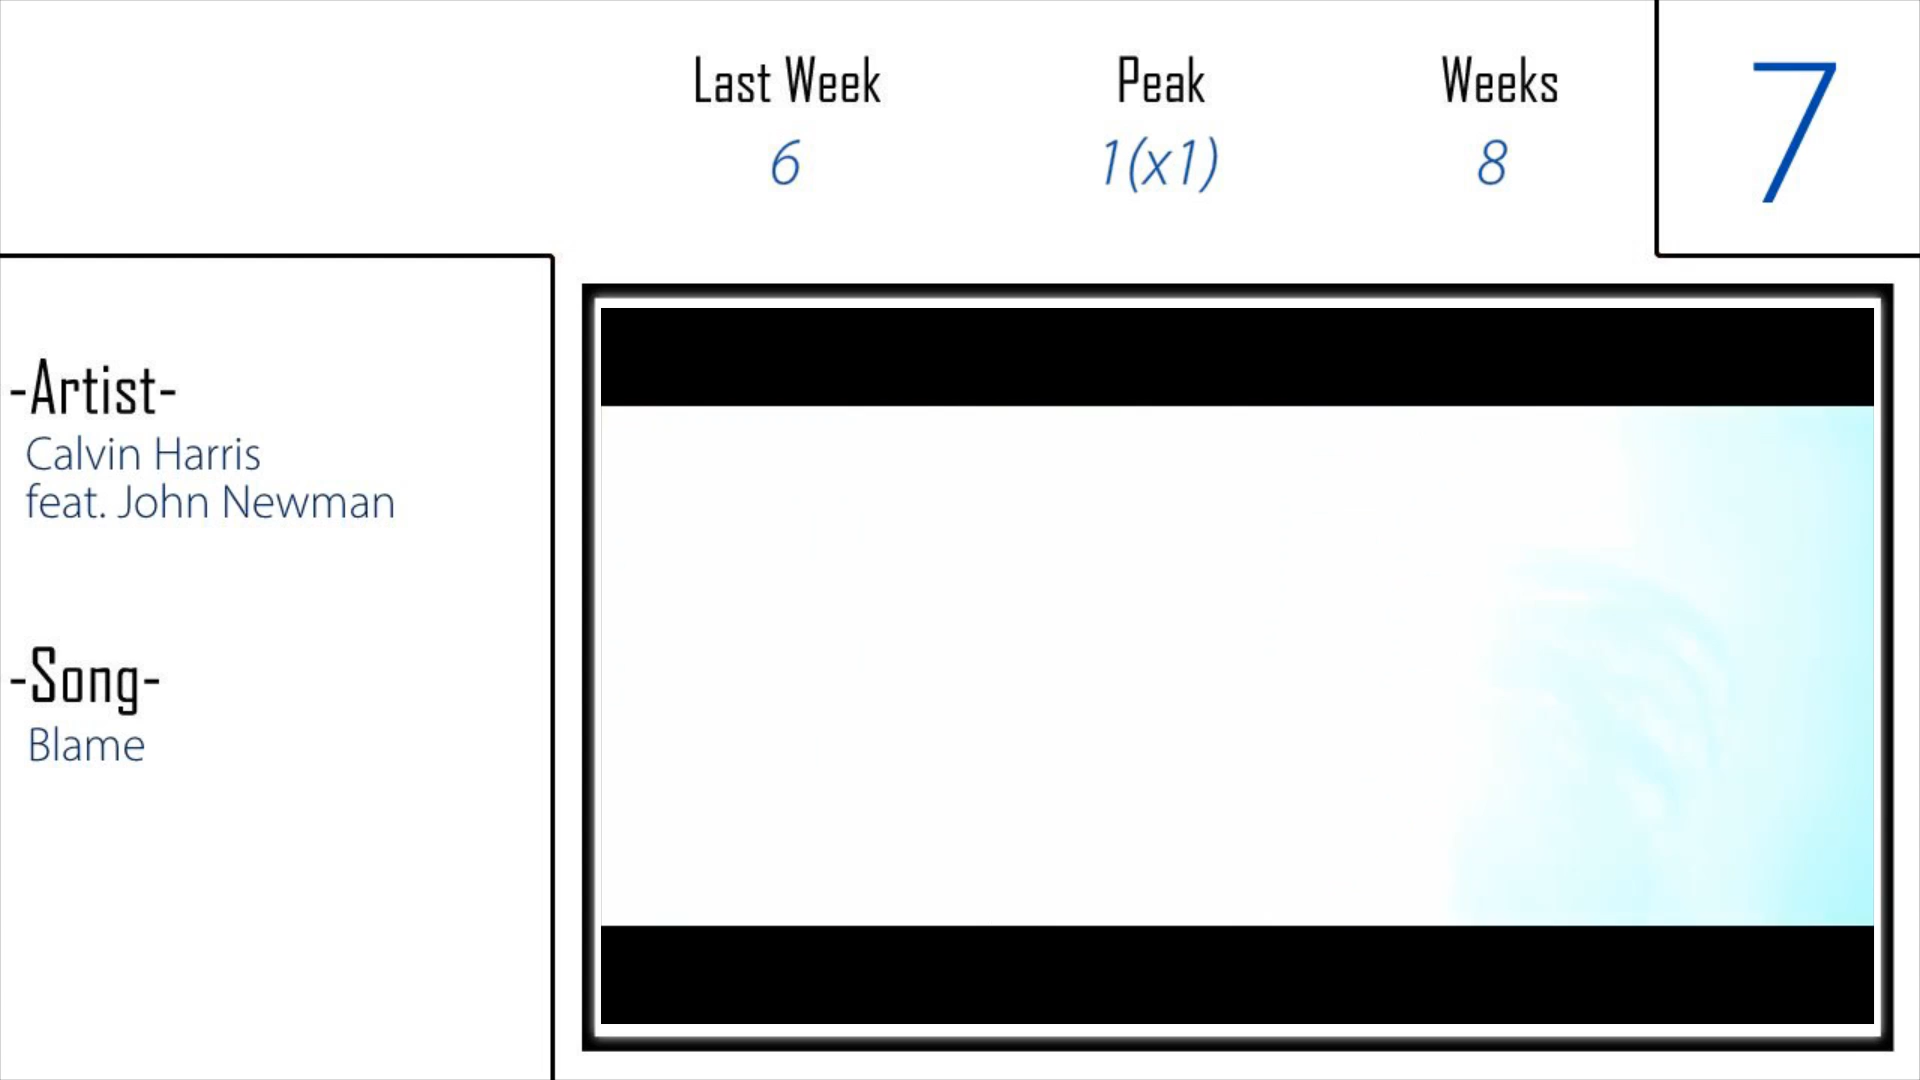 Last Week
Peak
Weeks
7
6
1(x1)
8
-Artist-
Calvin Harris
feat. John Newman
-Song-
Blame